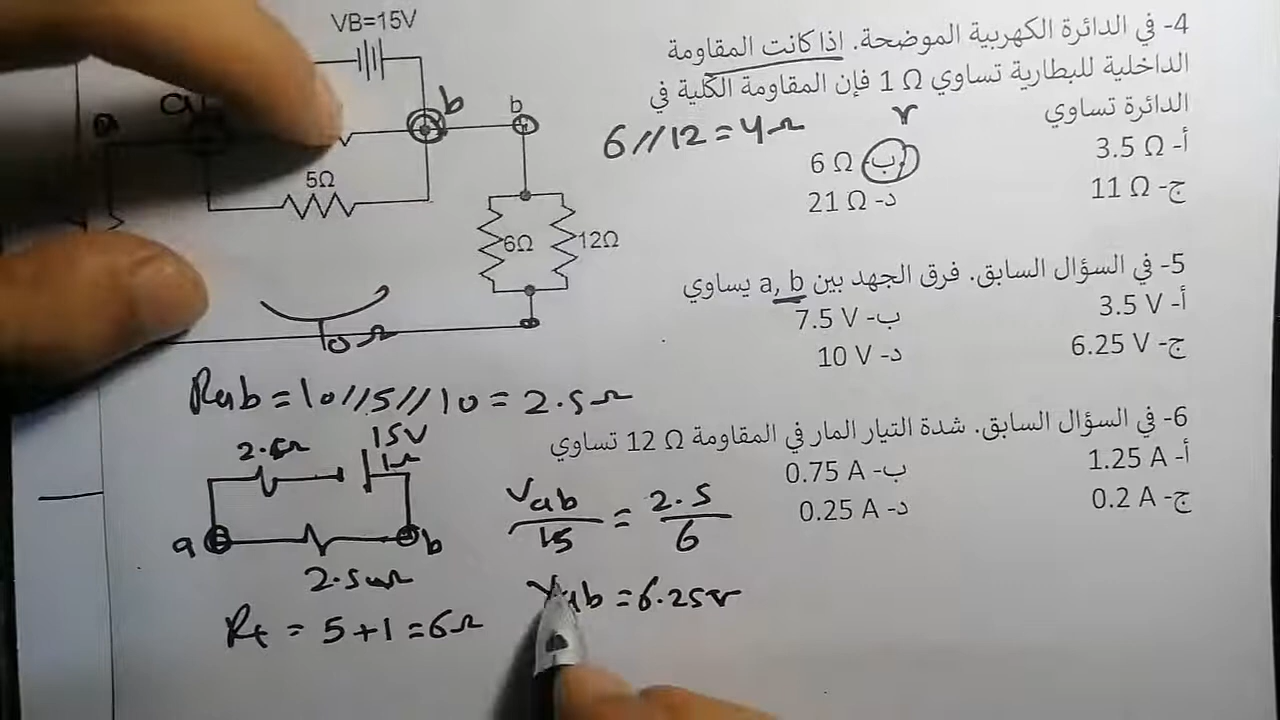 VB=15V
a
a
b
b
5Ω
6Ω
12Ω
10Ω
4- في الدائرة الكهربية الموضحة. اذا كانت المقاومة
الداخلية للبطارية تساوي 1 Ω فإن المقاومة الكلية في
الدائرة تساوي
r
6//12=4Ω
أ- 3.5 Ω
ب- 6 Ω
ج- 11 Ω
د- 21 Ω
5- في السؤال السابق. فرق الجهد بين a, b يساوي
أ- 3.5 V
ب- 7.5 V
ج- 6.25 V
د- 10 V
6- في السؤال السابق. شدة التيار المار في المقاومة 12 Ω تساوي
أ- 1.25 A
ب- 0.75 A
ج- 0.2 A
د- 0.25 A
Rab = 10//5//10 = 2.5Ω
2.5Ω
15V
1Ω
a
b
2.5Ω
Rt = 5+1=6Ω
Vab/15 = 2.5/6
Vab = 6.25V